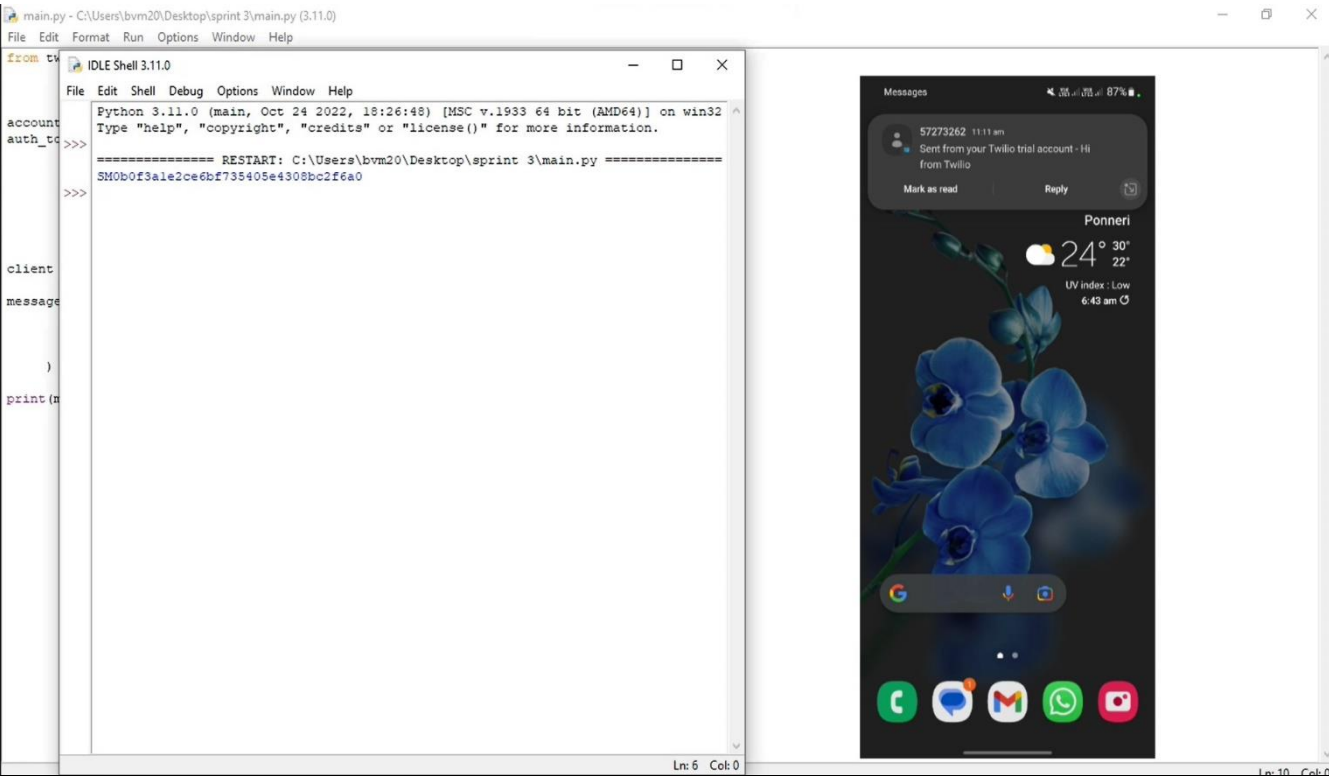 main.py - C:\Users\bvm20\Desktop\sprint 3\main.py (3.11.0)
File Edit Format Run Options Window Help
from tw
account
auth_to
client
message
)
print(m
IDLE Shell 3.11.0
File Edit Shell Debug Options Window Help
Python 3.11.0 (main, Oct 24 2022, 18:26:48) [MSC v.1933 64 bit (AMD64)] on win32
Type "help", "copyright", "credits" or "license()" for more information.
>>>
=============== RESTART: C:\Users\bvm20\Desktop\sprint 3\main.py ===============
SM0b0f3a1e2ce6bf735405e4308bc2f6a0
>>>
Ln: 6 Col: 0
Messages 87%
57273262 11:11 am
Sent from your Twilio trial account - Hi
from Twilio
Mark as read Reply
Ponneri
24° 30°
22°
UV index : Low
6:43 am
1
Ln: 10 Col: 0